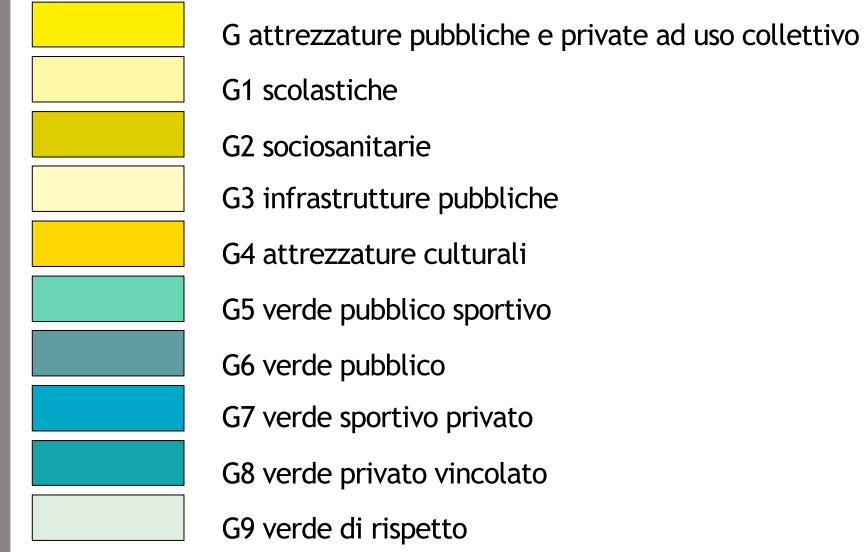 G attrezzature pubbliche e private ad uso collettivo
G1 scolastiche
G2 sociosanitarie
G3 infrastrutture pubbliche
G4 attrezzature culturali
G5 verde pubblico sportivo
G6 verde pubblico
G7 verde sportivo privato
G8 verde privato vincolato
G9 verde di rispetto